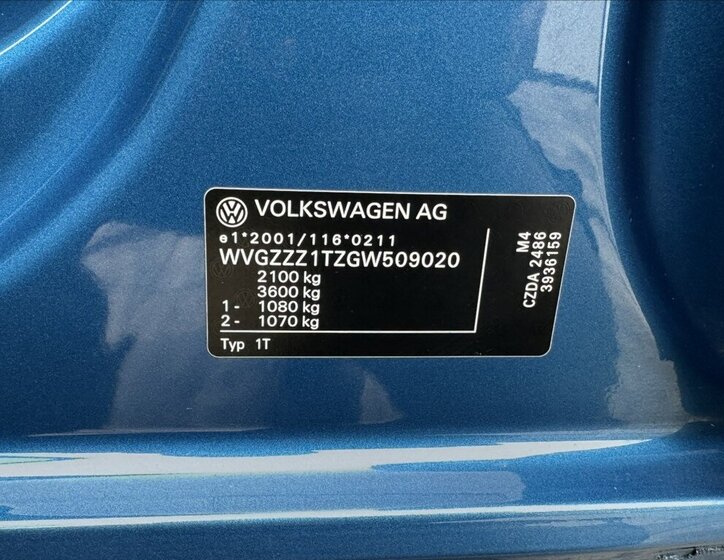 VOLKSWAGEN AG
e1*2001/116*0211
WVGZZZ1TZGW509020
2100 kg
3600 kg
1- 1080 kg
2- 1070 kg
Typ 1T
M4
CZDA 2486
3936159